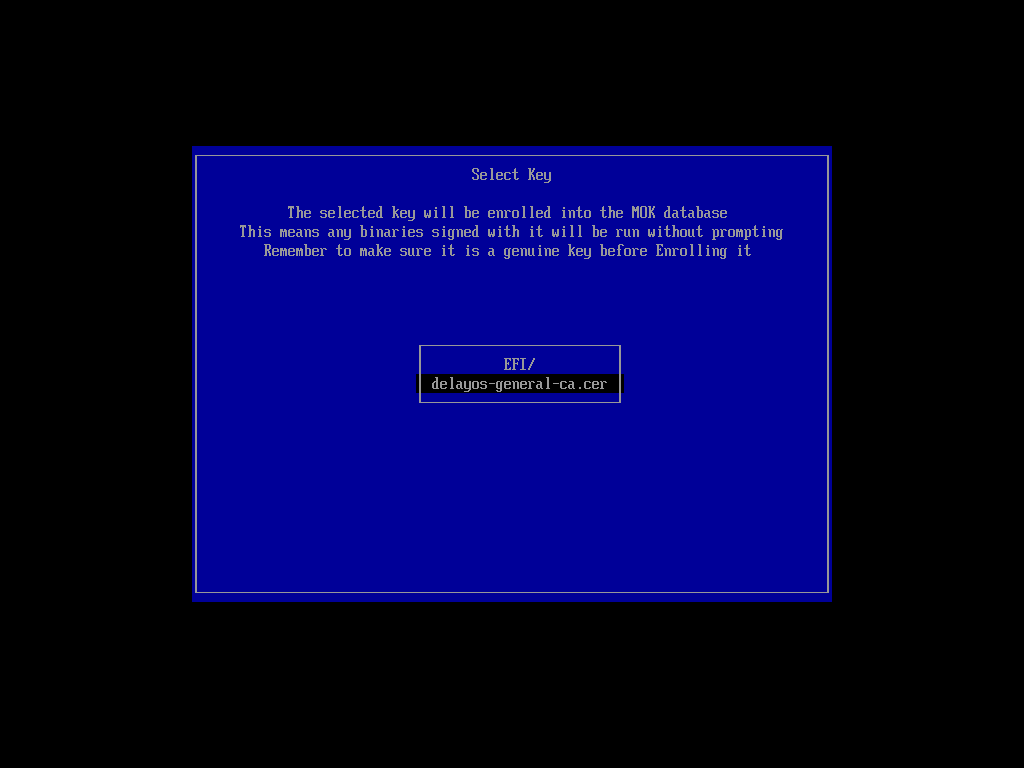 Select Key
The selected key will be enrolled into the MOK database
This means any binaries signed with it will be run without prompting
Remember to make sure it is a genuine key before Enrolling it
EFI/
delayos-general-ca.cer